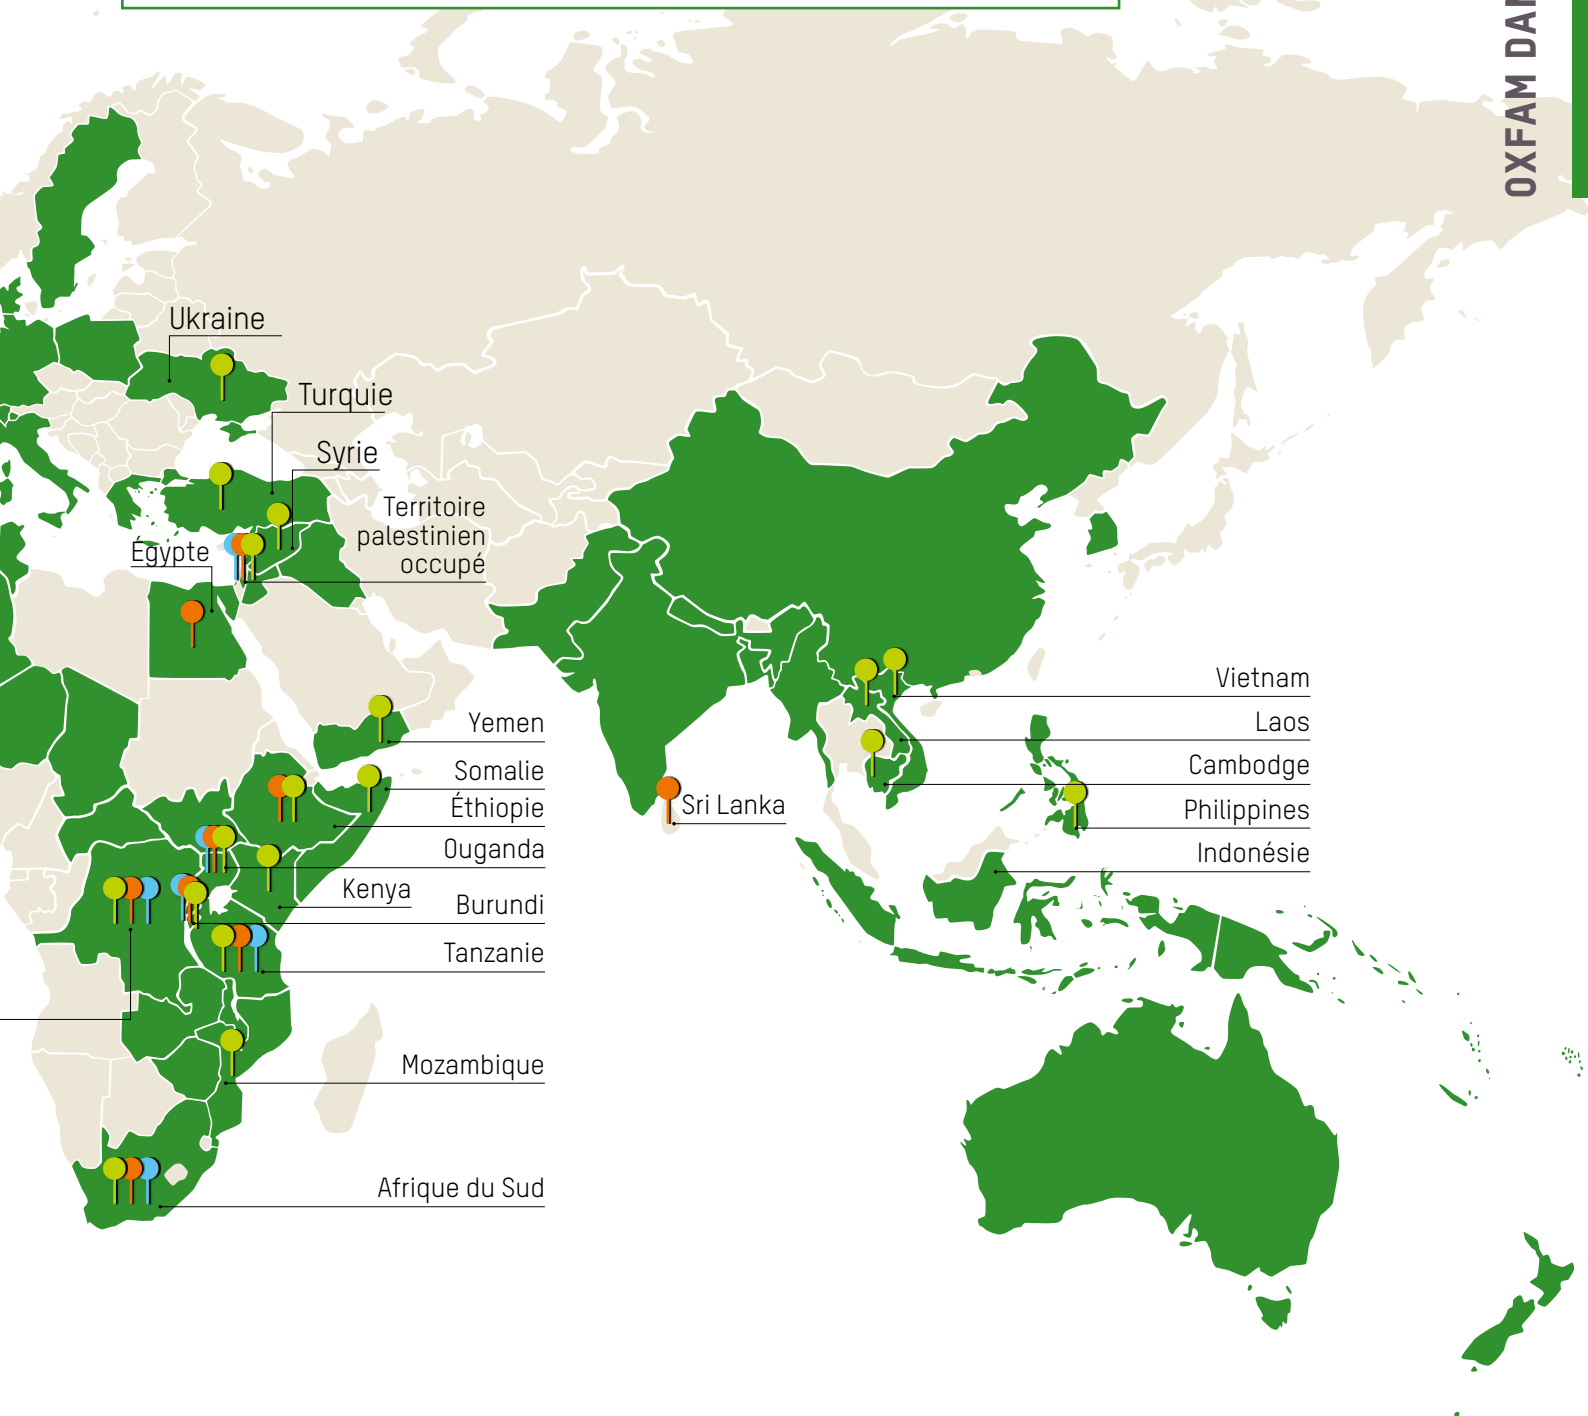 OXFAM DAN
Ukraine
Turquie
Syrie
Territoire
palestinien
occupé
Égypte
Yemen
Somalie
Éthiopie
Ouganda
Kenya
Burundi
Tanzanie
Mozambique
Afrique du Sud
Sri Lanka
Vietnam
Laos
Cambodge
Philippines
Indonésie